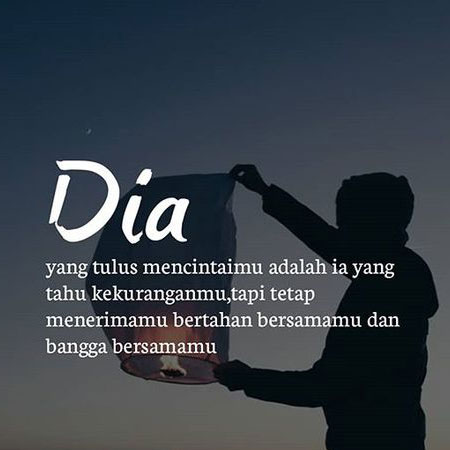 Dia
yang tulus mencintaimu adalah ia yang
tahu kekuranganmu,tapi tetap
menerimamu bertahan bersamamu dan
bangga bersamamu